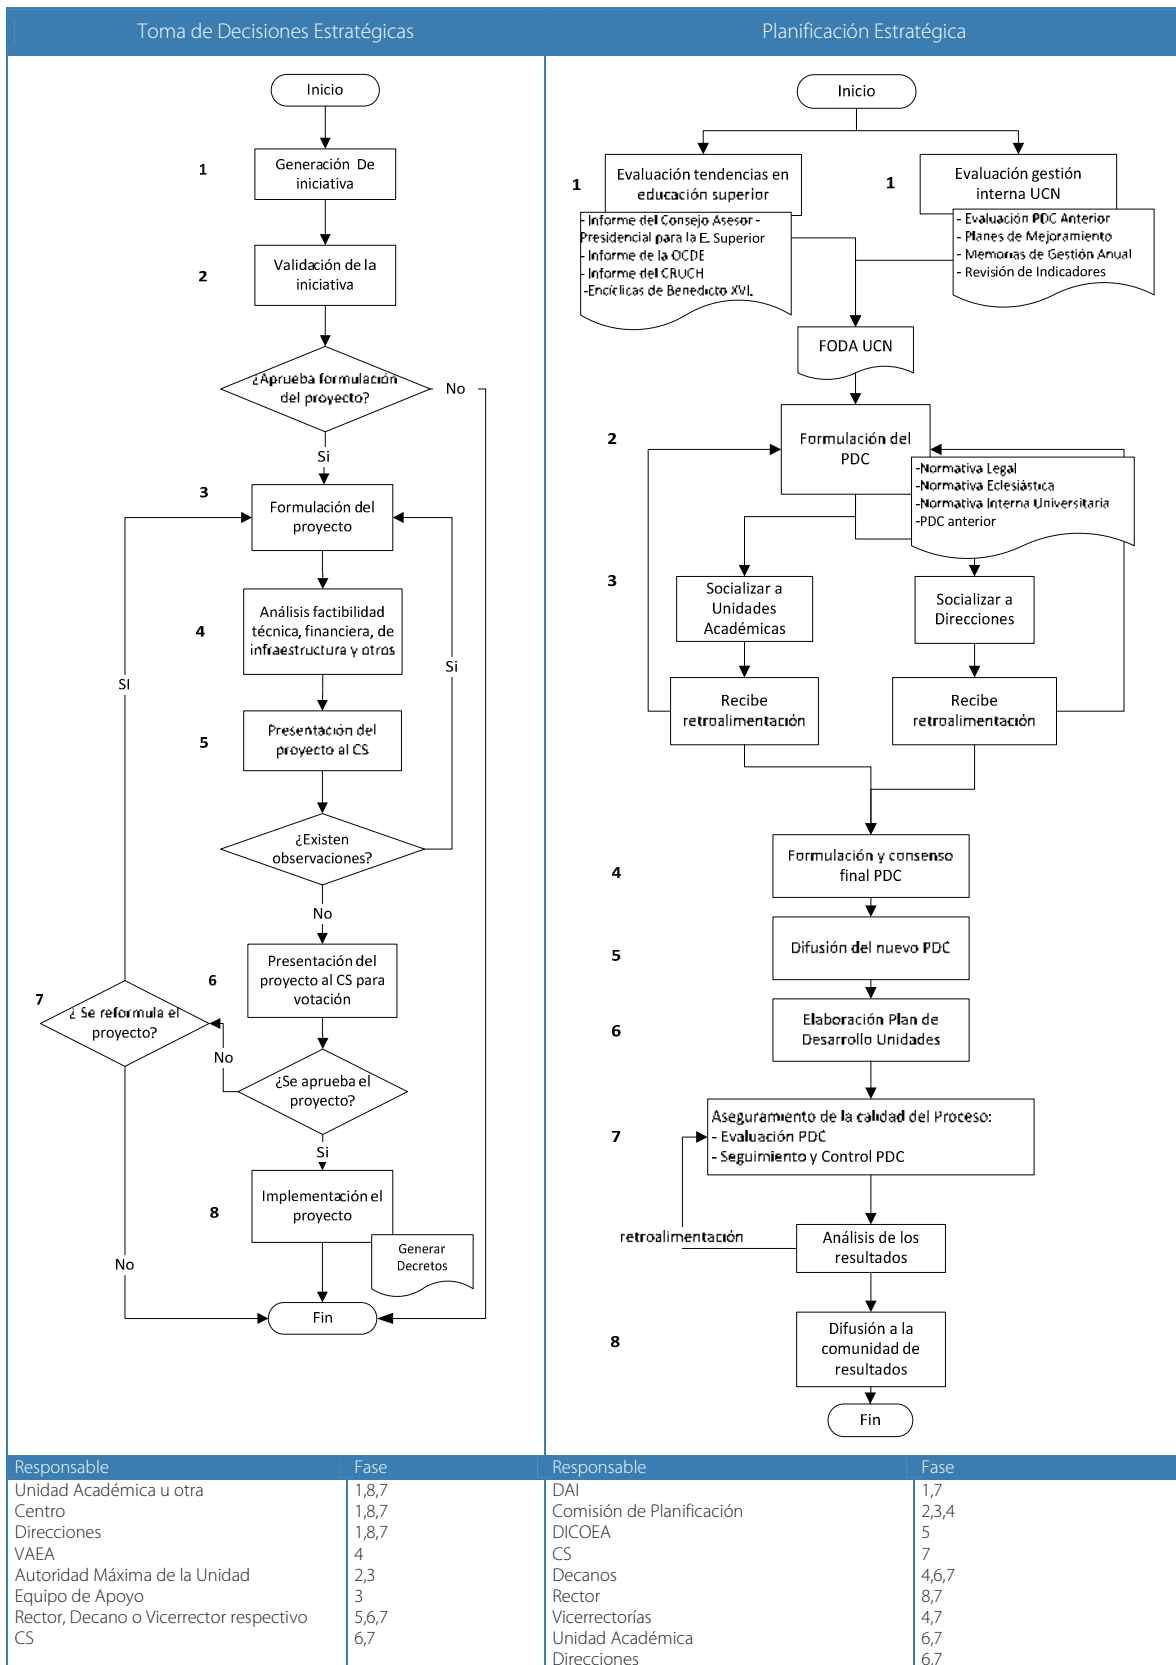 Toma de Decisiones Estratégicas
Inicio
1
Generación De
iniciativa
2
Validación de la
iniciativa
¿Aprueba formulación
del proyecto?
No
Si
3
Formulación del
proyecto
4
Análisis factibilidad
técnica, financiera, de
infraestructura y otros
SI
Si
5
Presentación del
proyecto al CS
¿Existen
observaciones?
No
6
Presentación del
proyecto al CS para
votación
7
¿ Se reformula el
proyecto?
No
¿Se aprueba el
proyecto?
Si
8
Implementación el
proyecto
Generar
Decretos
No
Fin
Planificación Estratégica
Inicio
1
Evaluación tendencias en
educación superior
- Informe del Consejo Asesor -
Presidencial para la E. Superior
- Informe de la OCDE
- Informe del CRUCH
-Encíclicas de Benedicto XVI.
1
Evaluación gestión
interna UCN
- Evaluación PDC Anterior
- Planes de Mejoramiento
- Memorias de Gestión Anual
- Revisión de Indicadores
FODA UCN
2
Formulación del
PDC
-Normativa Legal
-Normativa Eclesiástica
-Normativa Interna Universitaria
-PDC anterior
3
Socializar a
Unidades
Académicas
Socializar a
Direcciones
Recibe
retroalimentación
Recibe
retroalimentación
4
Formulación y consenso
final PDC
5
Difusión del nuevo PDC
6
Elaboración Plan de
Desarrollo Unidades
7
Aseguramiento de la calidad del Proceso:
- Evaluación PDC
- Seguimiento y Control PDC
retroalimentación
Análisis de los
resultados
8
Difusión a la
comunidad de
resultados
Fin
Responsable Fase
Unidad Académica u otra 1,8,7
Centro 1,8,7
Direcciones 1,8,7
VAEA 4
Autoridad Máxima de la Unidad 2,3
Equipo de Apoyo 3
Rector, Decano o Vicerrector respectivo 5,6,7
CS 6,7
Responsable Fase
DAI 1,7
Comisión de Planificación 2,3,4
DICOEA 5
CS 7
Decanos 4,6,7
Rector 8,7
Vicerrectorías 4,7
Unidad Académica 6,7
Direcciones 6,7